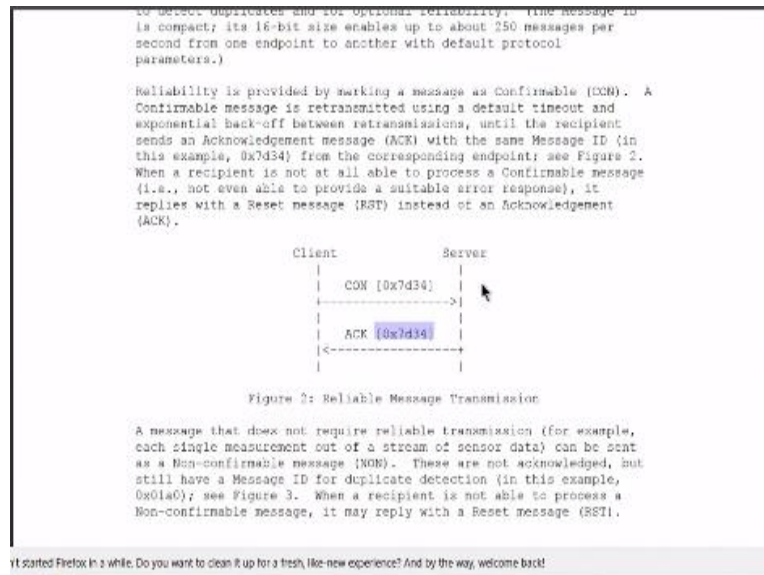 to detect duplicates and for optional reliability. (The Message ID
is compact; its 16-bit size enables up to about 250 messages per
second from one endpoint to another with default protocol
parameters.)
Reliability is provided by marking a message as Confirmable (CON). A
Confirmable message is retransmitted using a default timeout and
exponential back-off between retransmissions, until the recipient
sends an Acknowledgement message (ACK) with the same Message ID (in
this example, 0x7d34) from the corresponding endpoint; see Figure 2.
When a recipient is not at all able to process a Confirmable message
(i.e., not even able to provide a suitable error response), it
replies with a Reset message (RST) instead of an Acknowledgement
(ACK).
Client Server
CON [0x7d34]
ACK [0x7d34]
Figure 2: Reliable Message Transmission
A message that does not require reliable transmission (for example,
each single measurement out of a stream of sensor data) can be sent
as a Non-confirmable message (NON). These are not acknowledged, but
still have a Message ID for duplicate detection (in this example,
0x01a0); see Figure 3. When a recipient is not able to process a
Non-confirmable message, it may reply with a Reset message (RST).
't started Firefox in a while. Do you want to clean it up for a fresh, like-new experience? And by the way, welcome back!